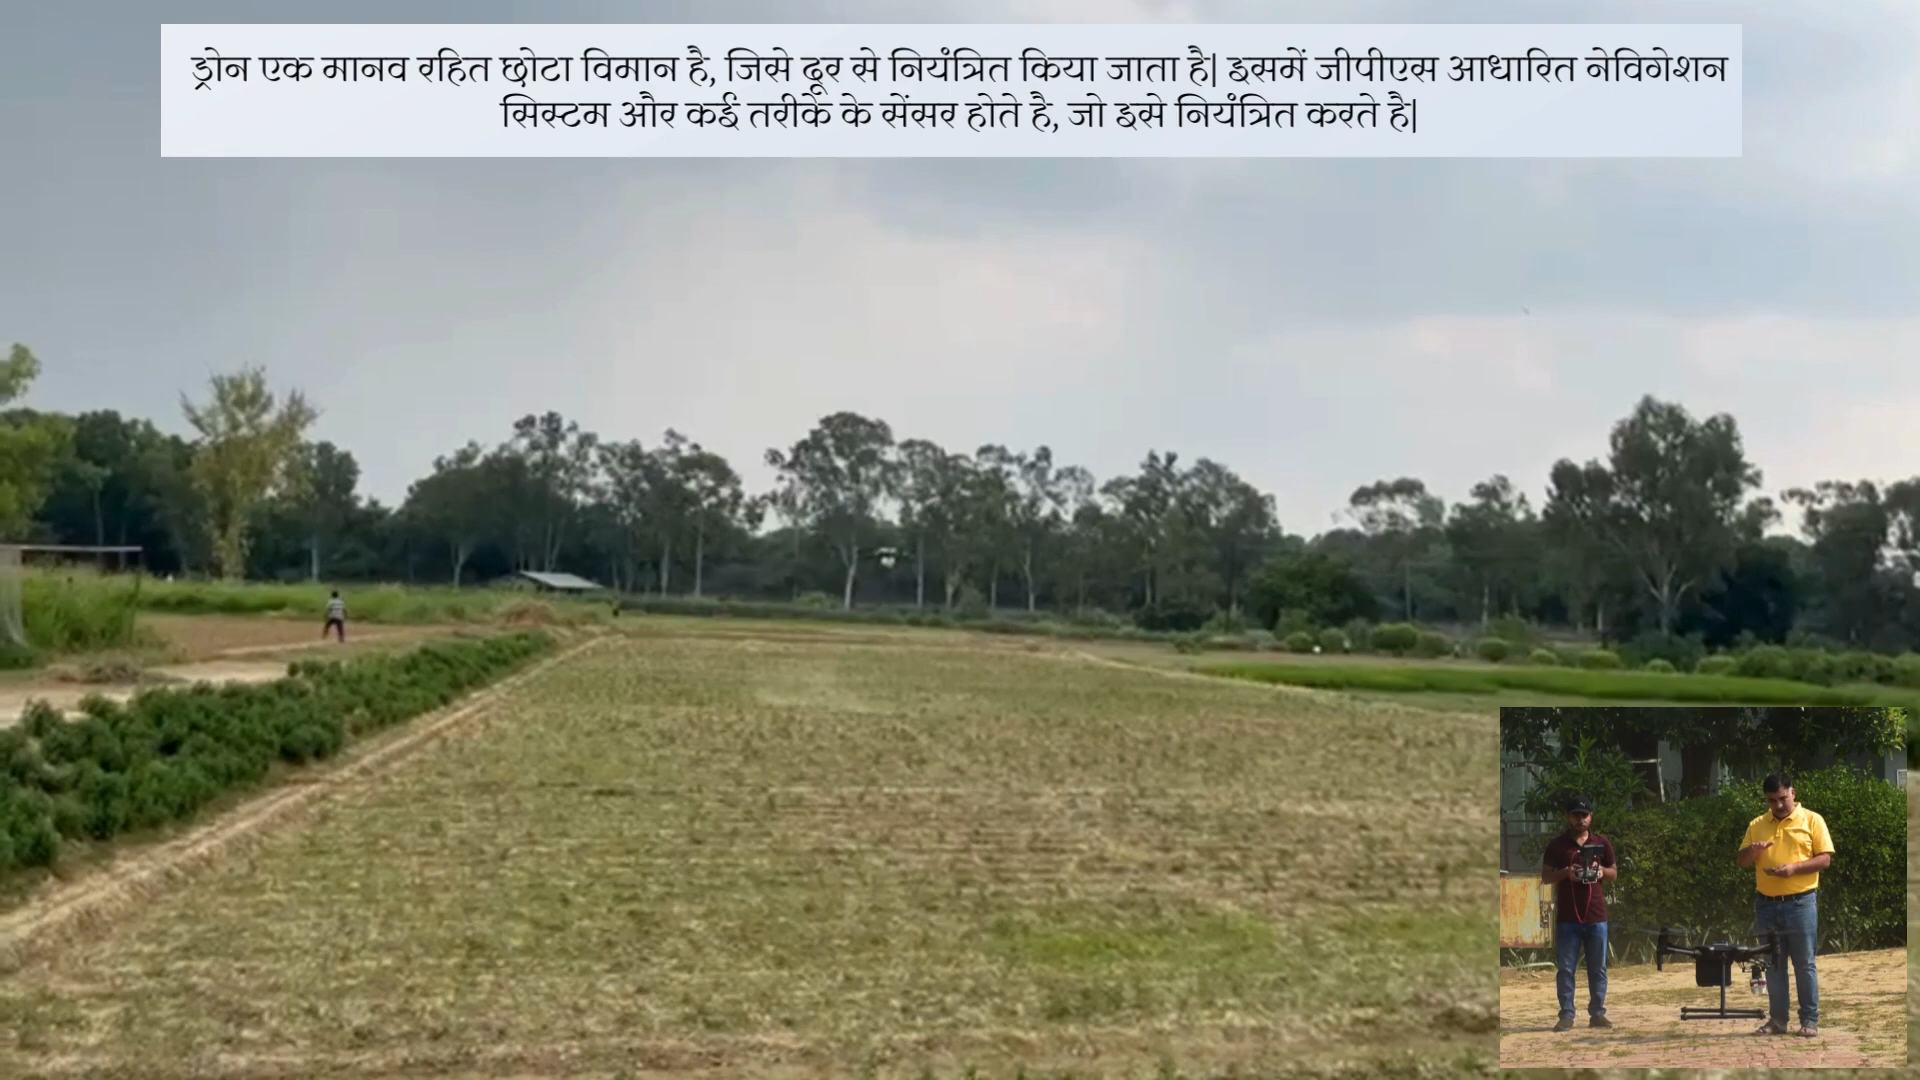 ड्रोन एक मानव रहित छोटा विमान है, जिसे दूर से नियंत्रित किया जाता है| इसमें जीपीएस आधारित नेविगेशन
सिस्टम और कई तरीके के सेंसर होते है, जो इसे नियंत्रित करते है|